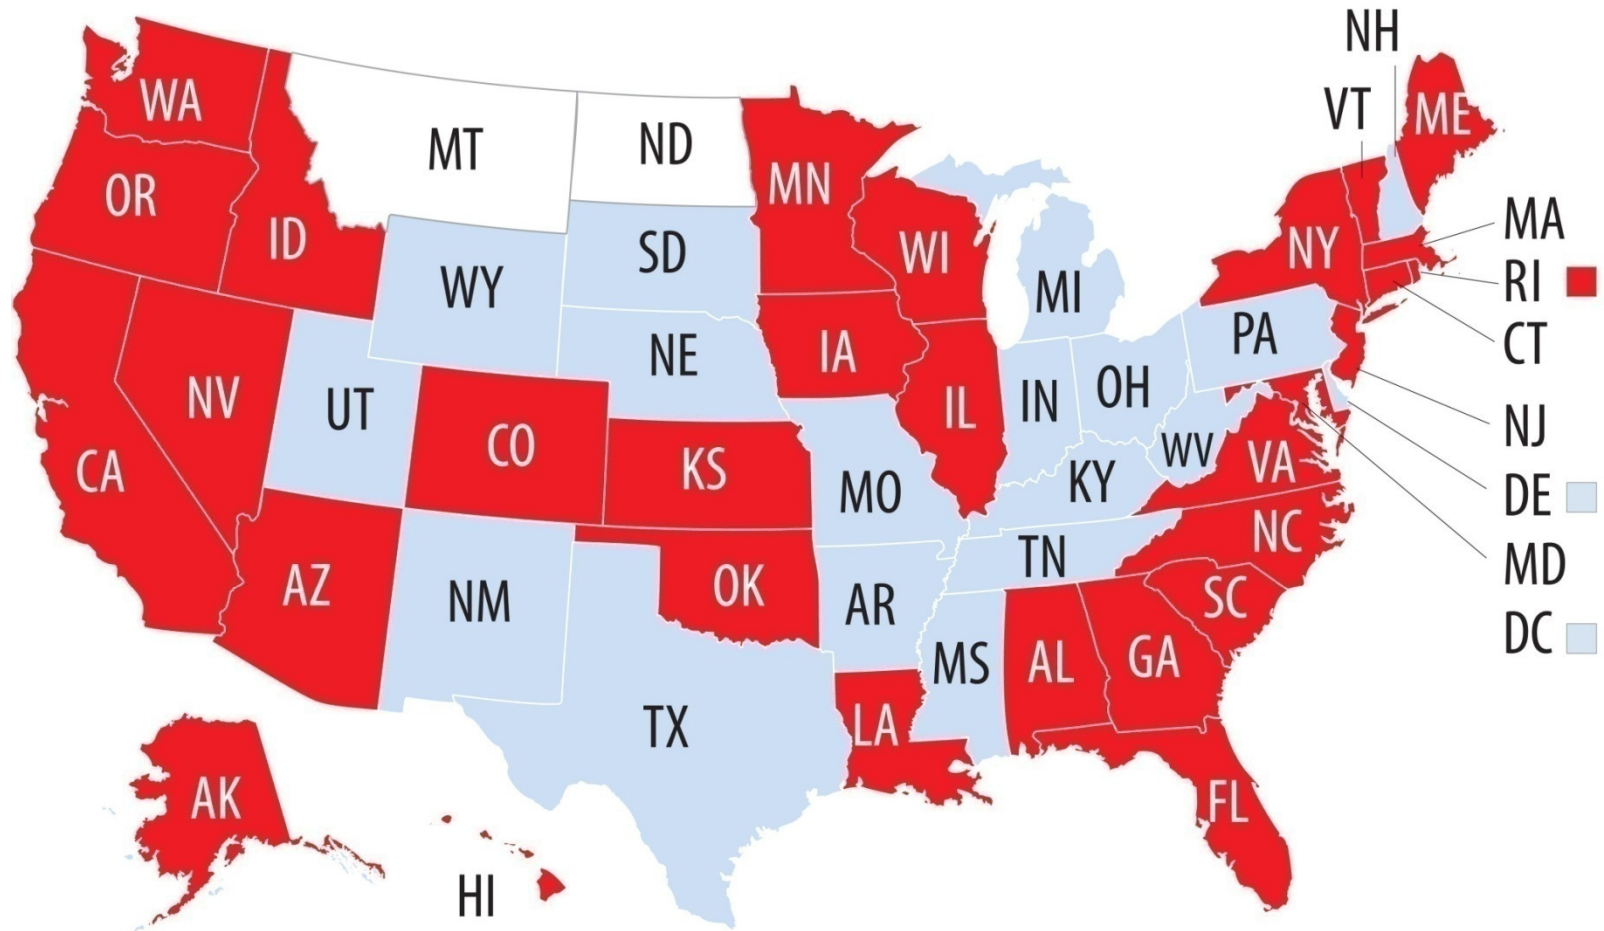 NH
VT
ME
WA
MT
ND
MN
OR
ID
SD
WI
NY
MA
WY
MI
RI
PA
CT
NE
IA
NV
UT
IN
OH
IL
NJ
CO
CA
KS
MO
KY
WV
VA
DE
NC
TN
MD
AZ
NM
OK
AR
SC
DC
MS
AL
GA
TX
LA
AK
FL
HI